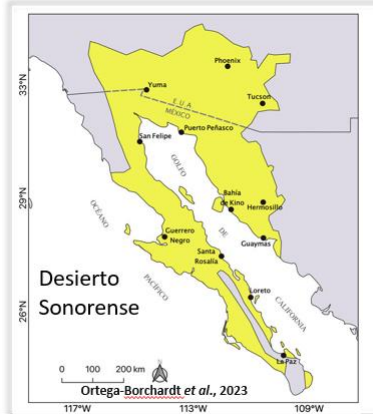 33°N
29°N
26°N
Phoenix
Yuma
E U A
MÉXICO
Tucson
San Felipe
Puerto Peñasco
GOLFO
DE
CALIFORNIA
Bahía
de Kino
Hermosillo
OCÉANO
PACÍFICO
Guerrero
Negro
Guaymas
Santa
Rosalía
Loreto
La Paz
Desierto
Sonorense
0 100 200 km
Ortega-Borchardt et al., 2023
117°W 113°W 109°W